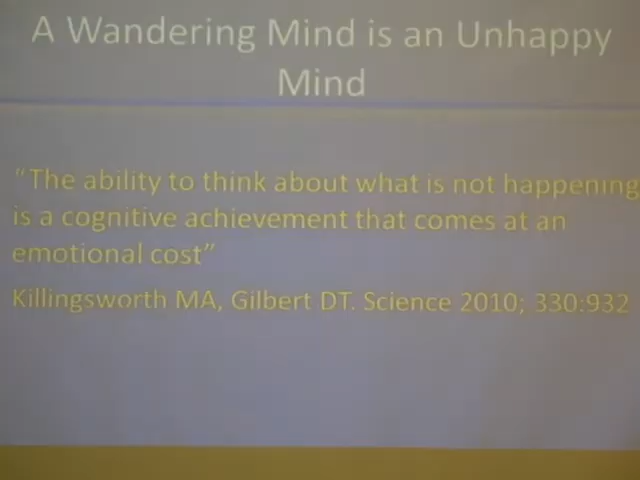 A Wandering Mind is an Unhappy
Mind
"The ability to think about what is not happening
is a cognitive achievement that comes at an
emotional cost"
Killingsworth MA, Gilbert DT. Science 2010; 330:932